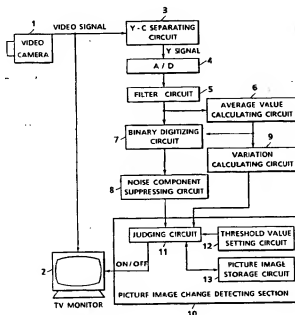 1
VIDEO
CAMERA
VIDEO SIGNAL
3
Y-C SEPARATING
CIRCUIT
Y SIGNAL
A/D
4
5
FILTER CIRCUIT
6
AVERAGE VALUE
CALCULATING CIRCUIT
7
BINARY DIGITIZING
CIRCUIT
9
VARIATION
CALCULATING CIRCUIT
8
NOISE COMPONENT
SUPPRESSING CIRCUIT
JUDGING CIRCUIT
11
THRESHOLD VALUE
SETTING CIRCUIT
12
ON/OFF
2
TV MONITOR
PICTURE IMAGE
STORAGE CIRCUIT
13
PICTURE IMAGE CHANGE DETECTING SECTION
10